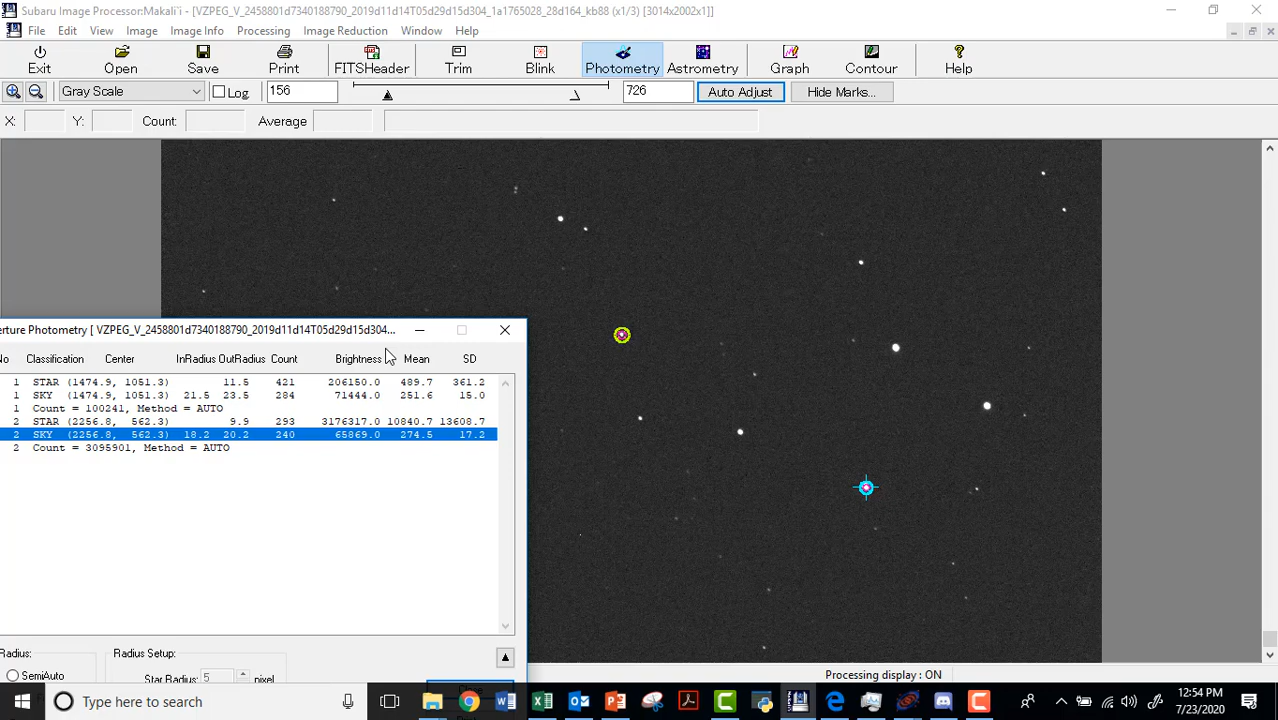 Subaru Image Processor:Makali`i - [VZPEG_V_2458801d7340188790_2019d11d14T05d29d15d304_1a1765028_28d164_kb88 (x1/3) [3014x2002x1]]
File Edit View Image Image Info Processing Image Reduction Window Help
Exit Open Save Print FITSHeader Trim Blink Photometry Astrometry Graph Contour Help
Gray Scale Log 156 726 Auto Adjust Hide Marks...
X: Y: Count: Average
erture Photometry [ VZPEG_V_2458801d7340188790_2019d11d14T05d29d15d304...
No Classification Center InRadius OutRadius Count Brightness Mean SD
1 STAR (1474.9, 1051.3) 11.5 421 206150.0 489.7 361.2
1 SKY (1474.9, 1051.3) 21.5 23.5 284 71444.0 251.6 15.0
1 Count = 100241, Method = AUTO
2 STAR (2256.8, 562.3) 9.9 293 3176317.0 10840.7 13608.7
2 SKY (2256.8, 562.3) 18.2 20.2 240 65869.0 274.5 17.2
2 Count = 3095901, Method = AUTO
Radius: Radius Setup:
SemiAuto Star Radius: 5 pixel
Processing display : ON
Type here to search
12:54 PM
7/23/2020